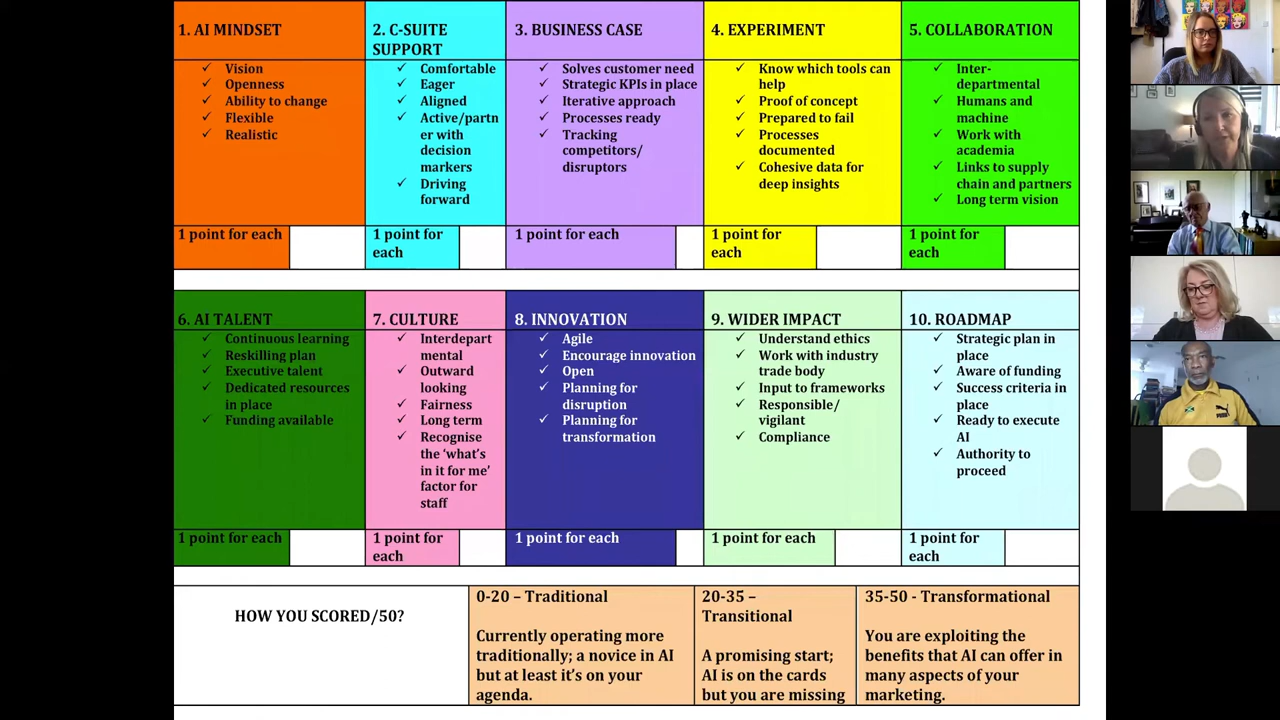 1. AI MINDSET
✓ Vision
✓ Openness
✓ Ability to change
✓ Flexible
✓ Realistic
1 point for each
2. C-SUITE
SUPPORT
✓ Comfortable
✓ Eager
✓ Aligned
✓ Active/partn
er with
decision
markers
✓ Driving
forward
1 point for
each
3. BUSINESS CASE
✓ Solves customer need
✓ Strategic KPIs in place
✓ Iterative approach
✓ Processes ready
✓ Tracking
competitors/
disruptors
1 point for each
4. EXPERIMENT
✓ Know which tools can
help
✓ Proof of concept
✓ Prepared to fail
✓ Processes
documented
✓ Cohesive data for
deep insights
1 point for
each
5. COLLABORATION
✓ Inter-
departmental
✓ Humans and
machine
✓ Work with
academia
✓ Links to supply
chain and partners
✓ Long term vision
1 point for
each
6. AI TALENT
✓ Continuous learning
✓ Reskilling plan
✓ Executive talent
✓ Dedicated resources
in place
✓ Funding available
1 point for each
7. CULTURE
✓ Interdepart
mental
✓ Outward
looking
✓ Fairness
✓ Long term
✓ Recognise
the ‘what’s
in it for me’
factor for
staff
1 point for
each
8. INNOVATION
✓ Agile
✓ Encourage innovation
✓ Open
✓ Planning for
disruption
✓ Planning for
transformation
1 point for each
9. WIDER IMPACT
✓ Understand ethics
✓ Work with industry
trade body
✓ Input to frameworks
✓ Responsible/
vigilant
✓ Compliance
1 point for each
10. ROADMAP
✓ Strategic plan in
place
✓ Aware of funding
✓ Success criteria in
place
✓ Ready to execute
AI
✓ Authority to
proceed
1 point for
each
HOW YOU SCORED/50?
0-20 – Traditional
Currently operating more
traditionally; a novice in AI
but at least it’s on your
agenda.
20-35 –
Transitional
A promising start;
AI is on the cards
but you are missing
35-50 - Transformational
You are exploiting the
benefits that AI can offer in
many aspects of your
marketing.
PUMA